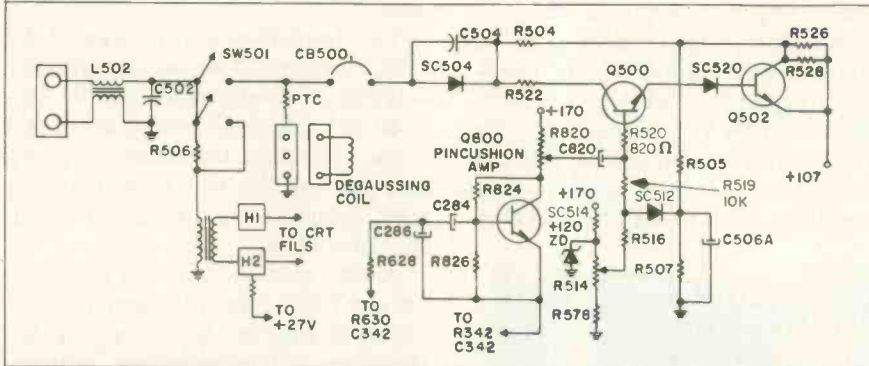 L502
C502
SW501
R506
H1
H2
TO CRT
FILS
TO
+27V
PTC
CB500
DEGAUSSING
COIL
C504
SC504
R504
R522
Q500
SC520
Q502
R526
R528
+107
+170
R820
C820
Q800
PINCUSHION
AMP
R824
C284
C286
R628
R826
TO
R630
C342
TO
R342
C342
+170
SC514
+120
ZD
R514
R578
R520
820Ω
R519
10K
SC512
R516
R505
R507
C506A